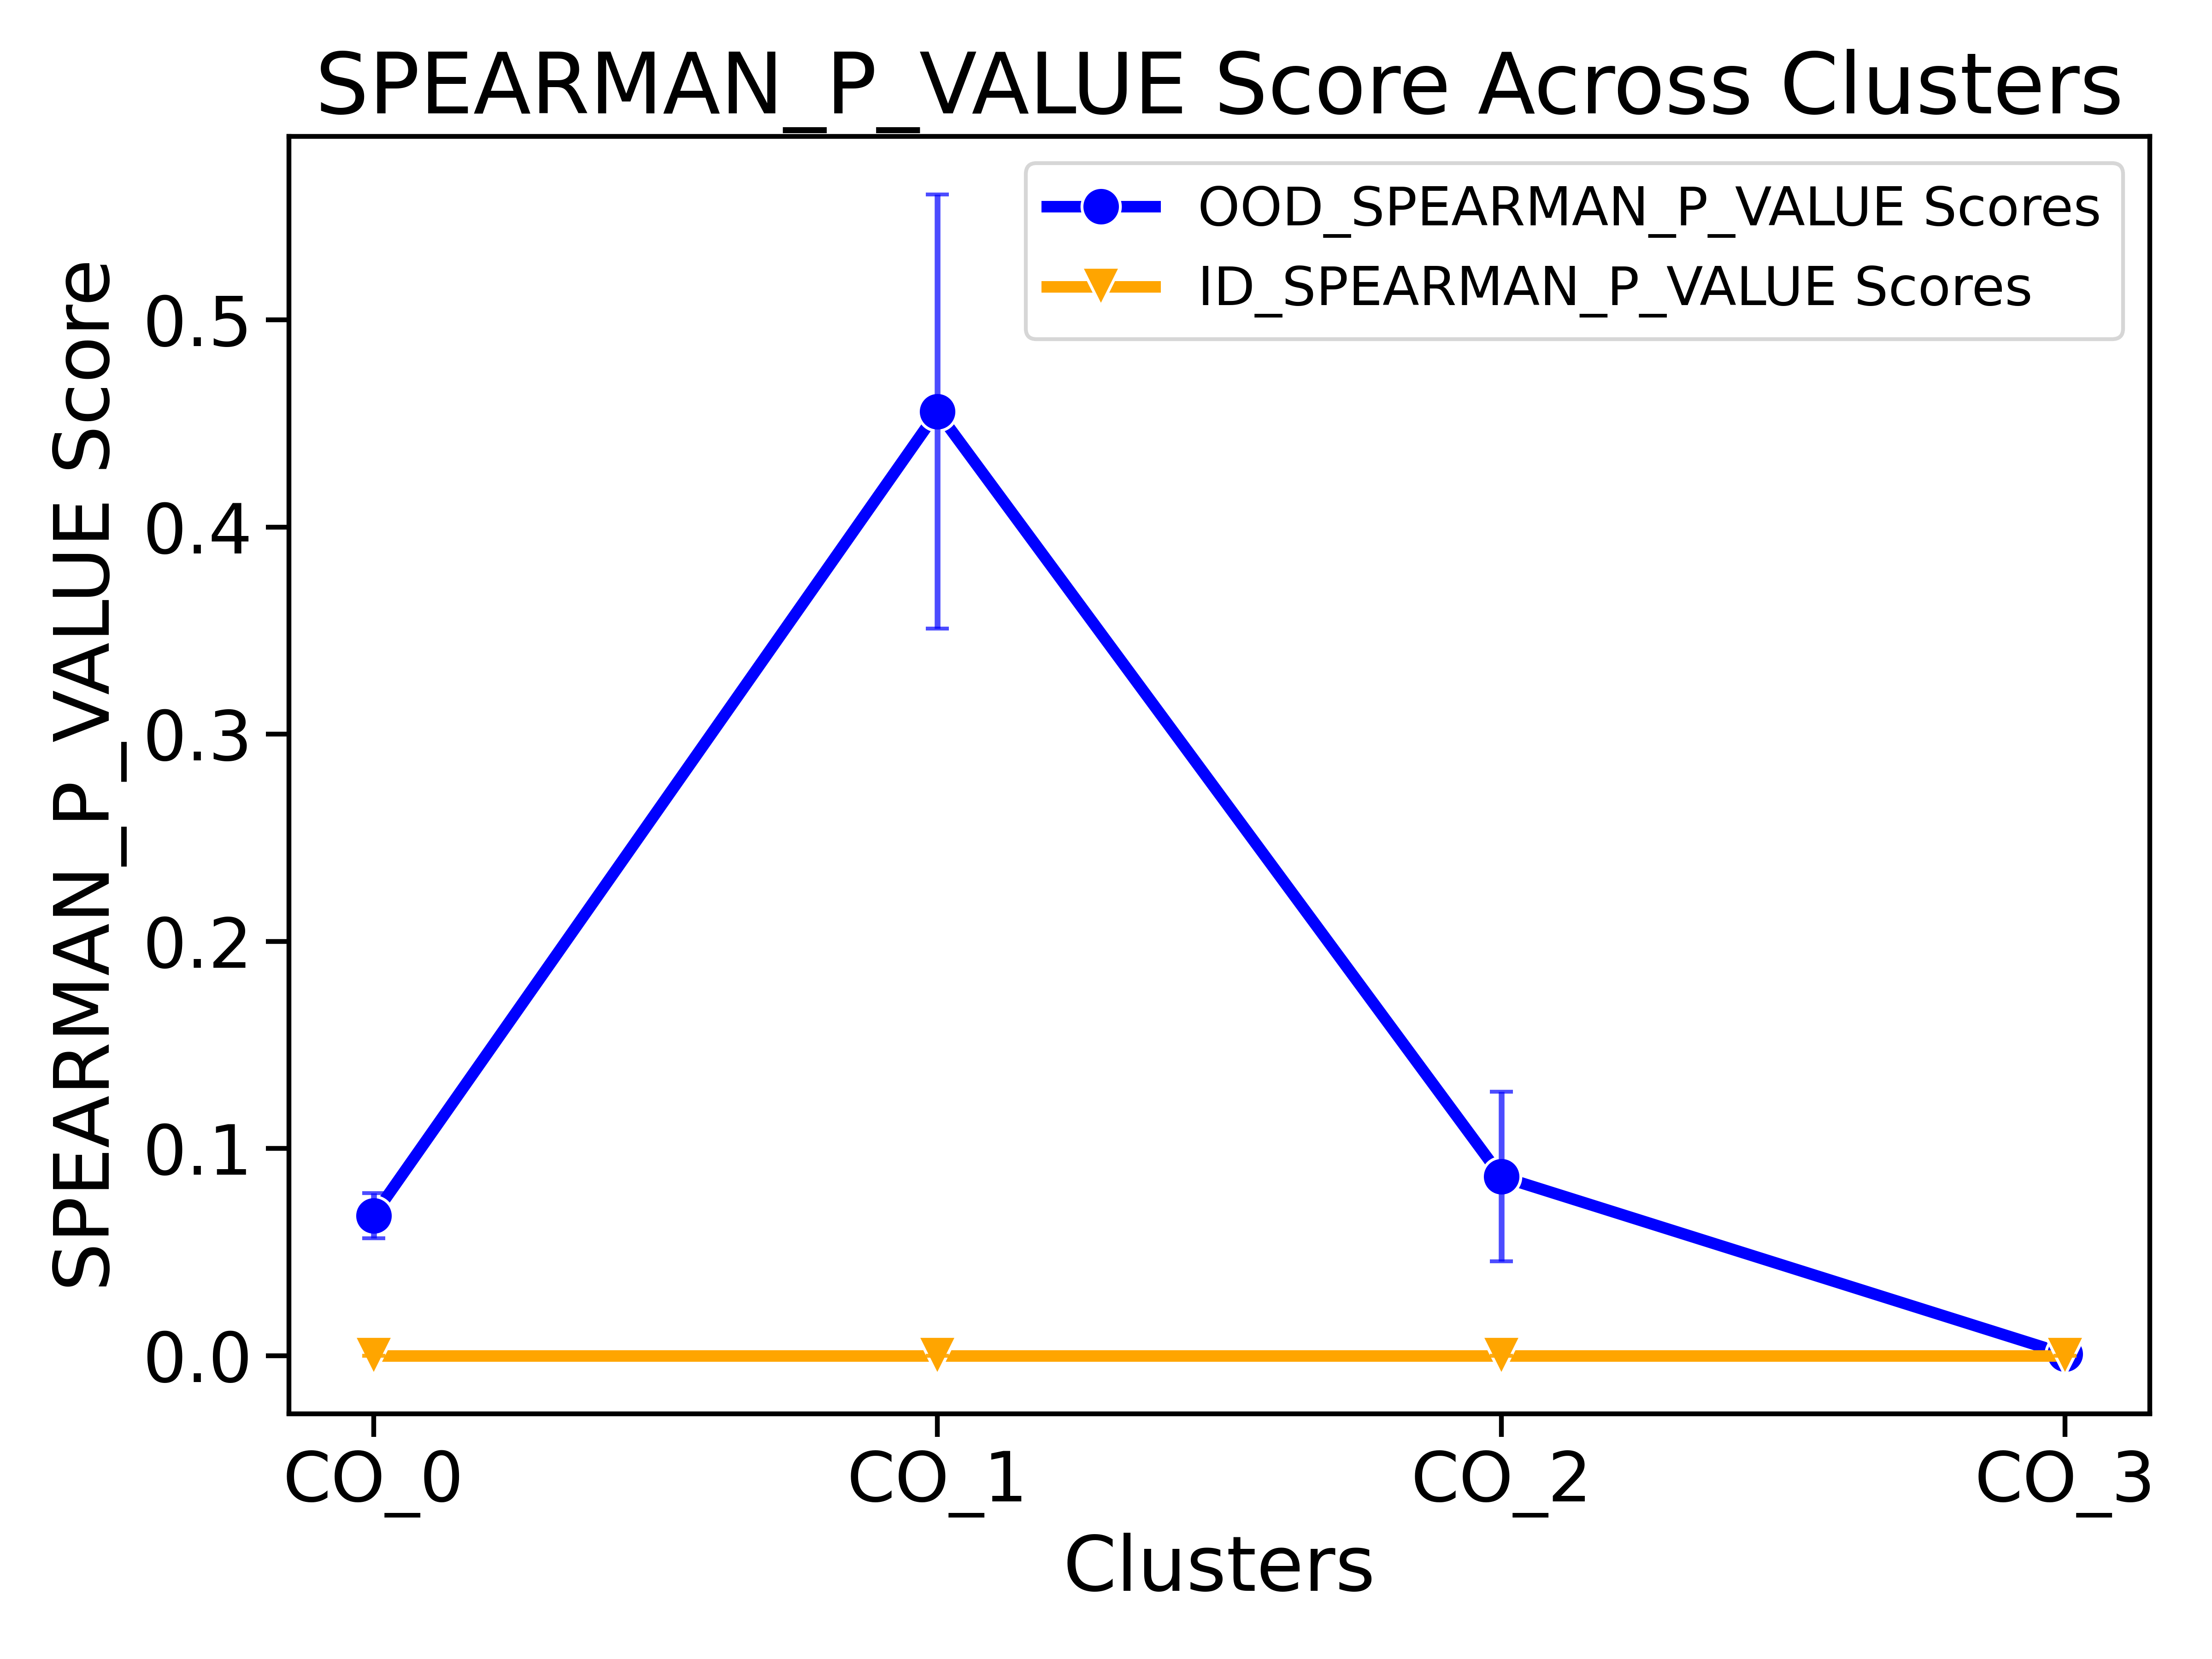 SPEARMAN_P_VALUE Score Across Clusters
OOD_SPEARMAN_P_VALUE Scores
ID_SPEARMAN_P_VALUE Scores
SPEARMAN_P_VALUE Score
0.5
0.4
0.3
0.2
0.1
0.0
CO_0 CO_1 CO_2 CO_3
Clusters